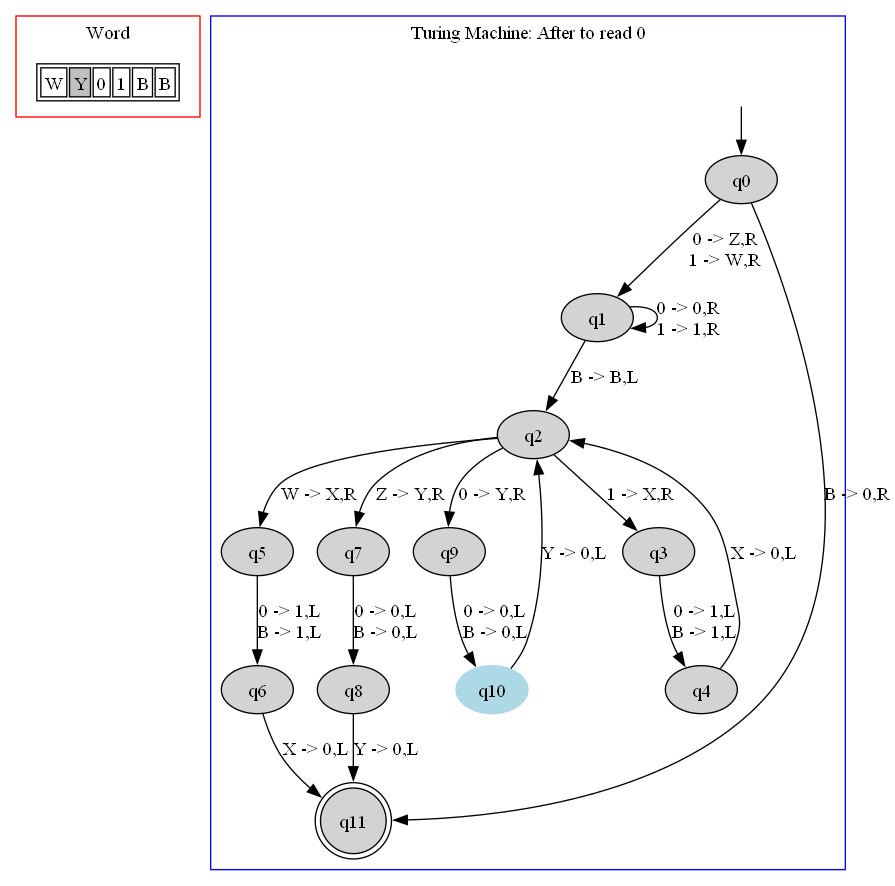 Word
W Y 0 1 B B
Turing Machine: After to read 0
q0
0 -> Z,R
1 -> W,R
q1
0 -> 0,R
1 -> 1,R
B -> B,L
q2
W -> X,R
Z -> Y,R
0 -> Y,R
1 -> X,R
B -> 0,R
q5
q7
q9
q3
Y -> 0,L
X -> 0,L
0 -> 1,L
B -> 1,L
0 -> 0,L
B -> 0,L
0 -> 0,L
B -> 0,L
0 -> 1,L
B -> 1,L
q6
q8
q10
q4
X -> 0,L
Y -> 0,L
q11